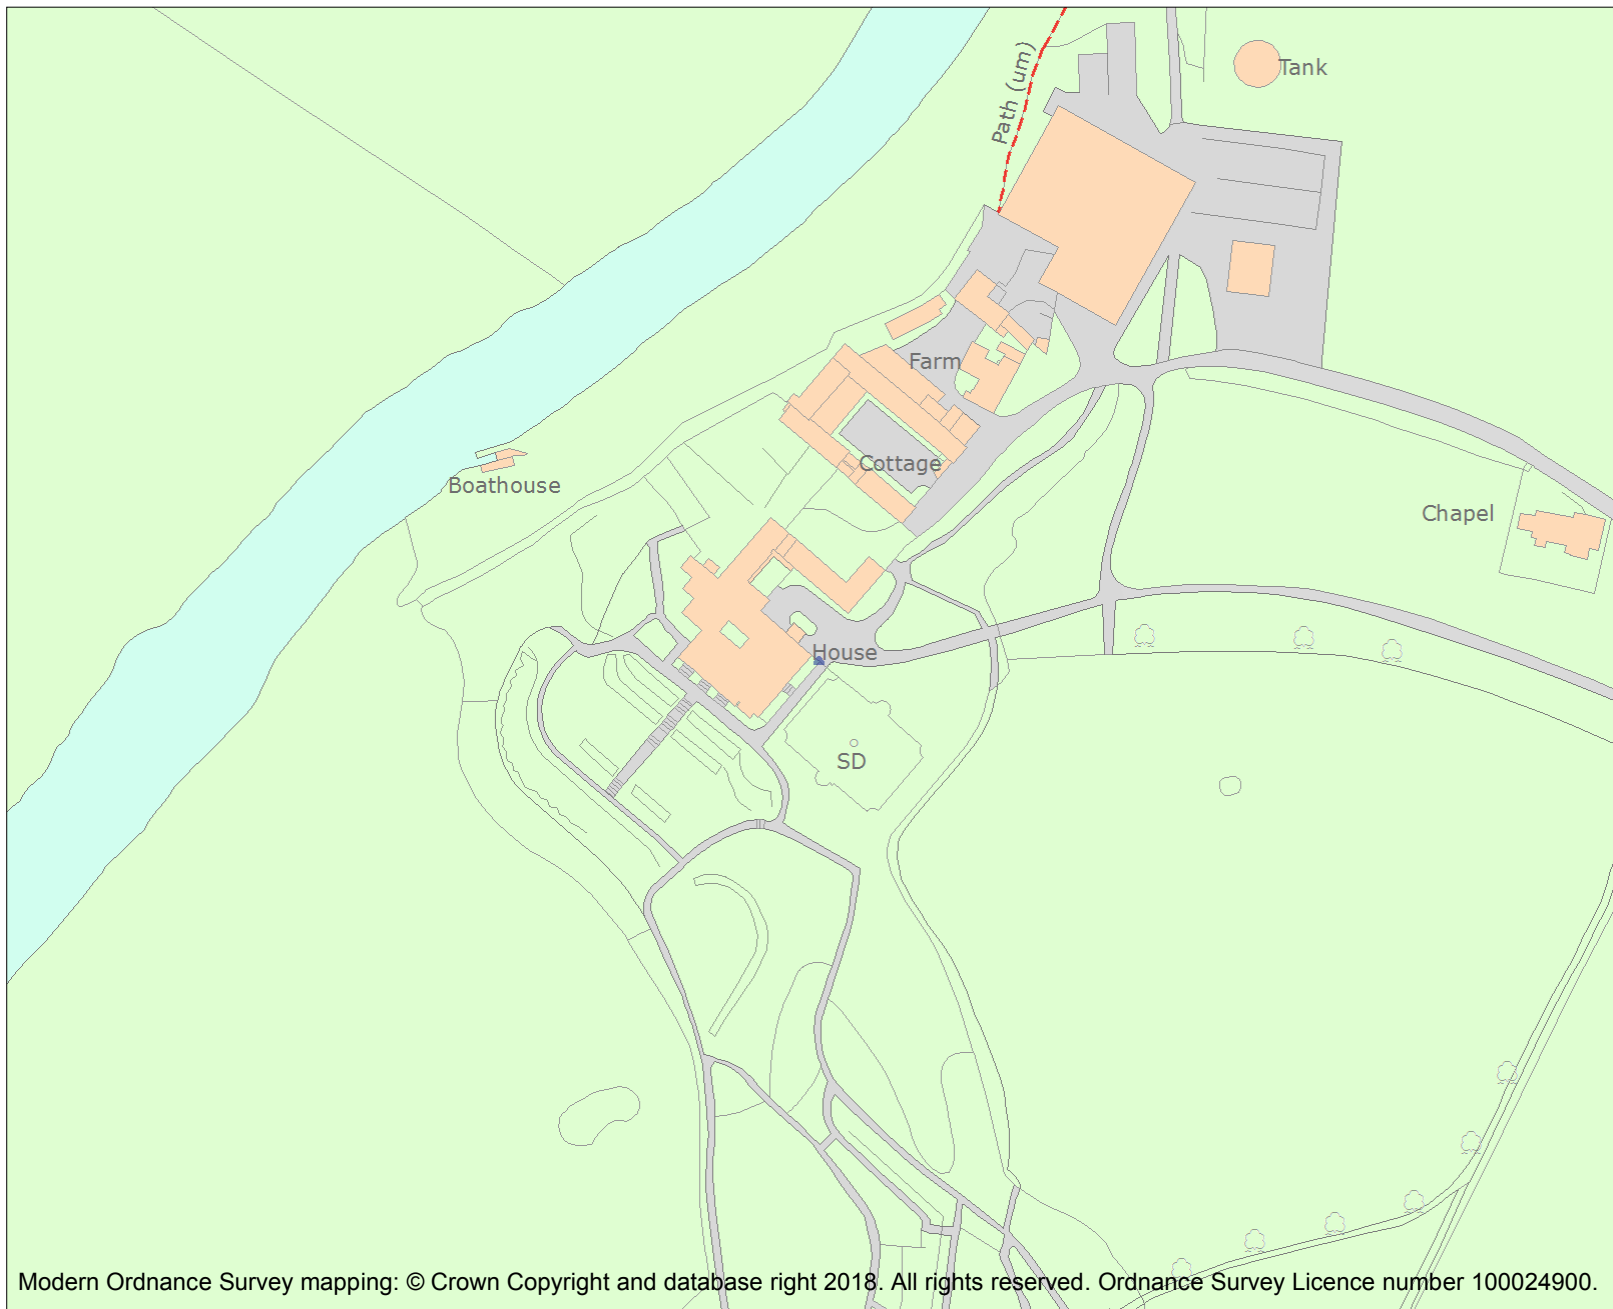 Path (um)
Tank
Farm
Cottage
Boathouse
Chapel
House
SD
Modern Ordnance Survey mapping: © Crown Copyright and database right 2018. All rights reserved. Ordnance Survey Licence number 100024900.